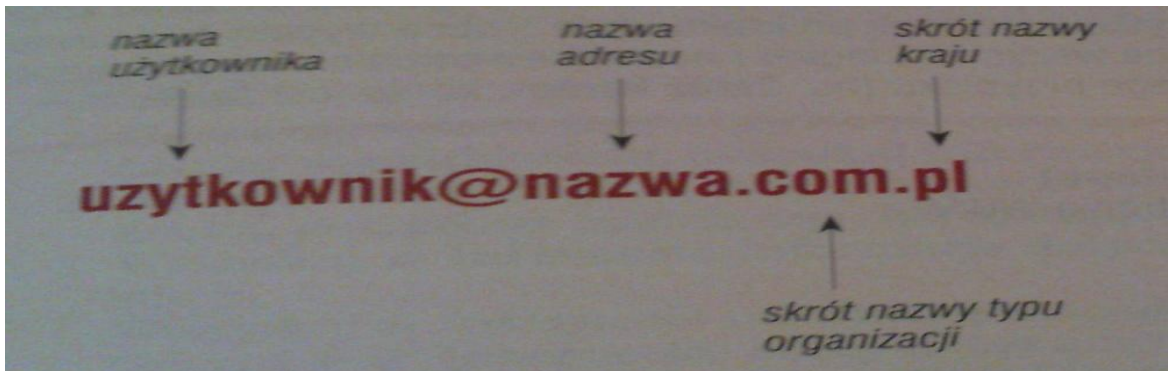 nazwa
użytkownika
nazwa
adresu
skrót nazwy
kraju
uzytkownik@nazwa.com.pl
skrót nazwy typu
organizacji